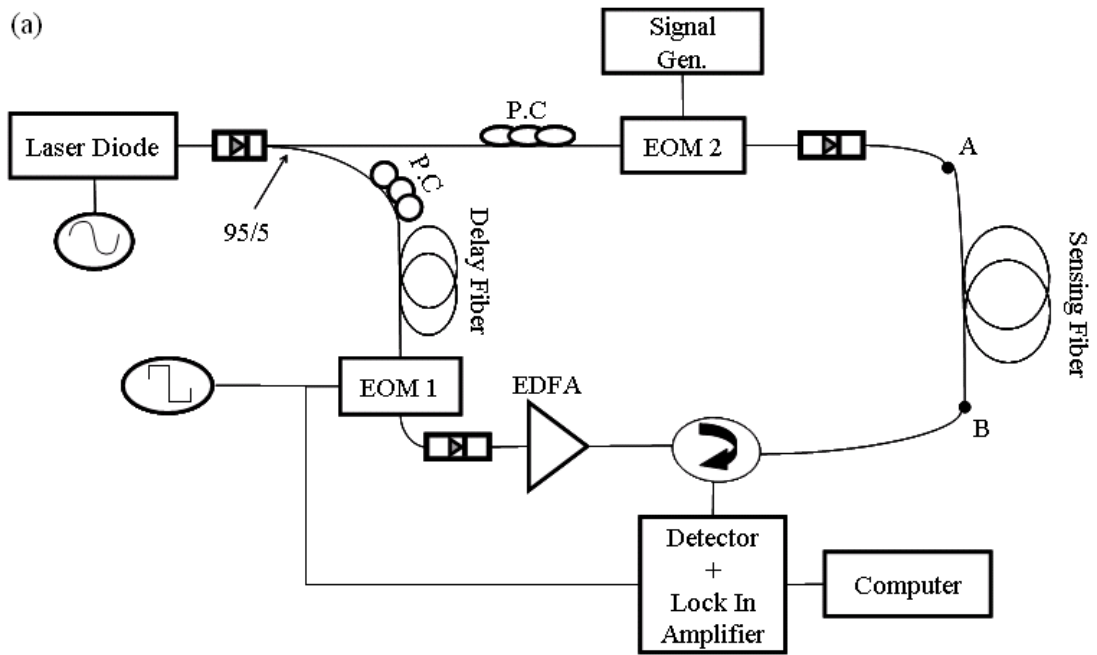 (a)
Signal
Gen.
P.C
Laser Diode
EOM 2
A
P.C
95/5
Delay Fiber
Sensing Fiber
EOM 1
EDFA
B
Detector
+
Lock In
Amplifier
Computer